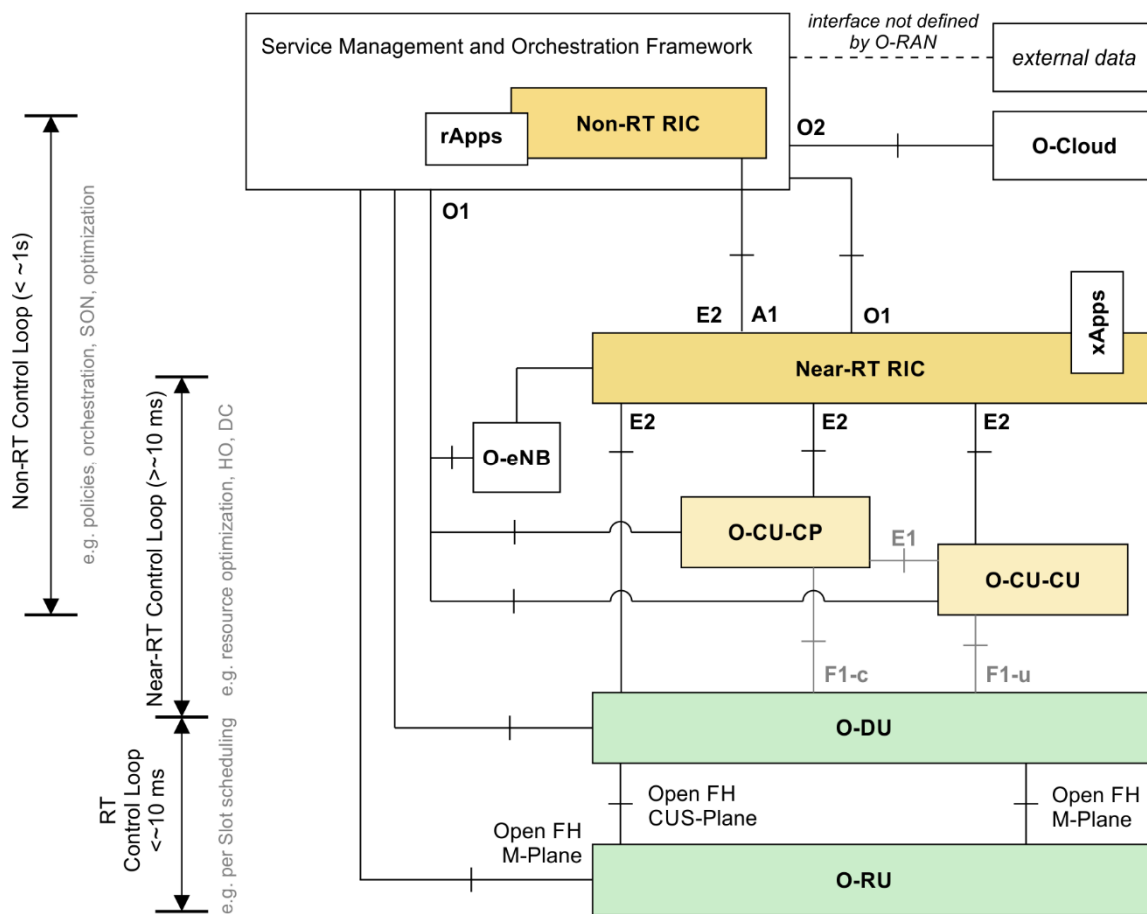 Service Management and Orchestration Framework
interface not defined
by O-RAN
external data
rApps
Non-RT RIC
O2
O-Cloud
O1
E2
A1
O1
xApps
Near-RT RIC
E2
E2
E2
O-eNB
O-CU-CP
E1
O-CU-CU
F1-c
F1-u
O-DU
Open FH
CUS-Plane
Open FH
M-Plane
Open FH
M-Plane
O-RU
Non-RT Control Loop (< ~1s)
e.g. policies, orchestration, SON, optimization
Near-RT Control Loop (>~10 ms)
e.g. resource optimization, HO, DC
RT
Control Loop
<~10 ms
e.g. per Slot scheduling